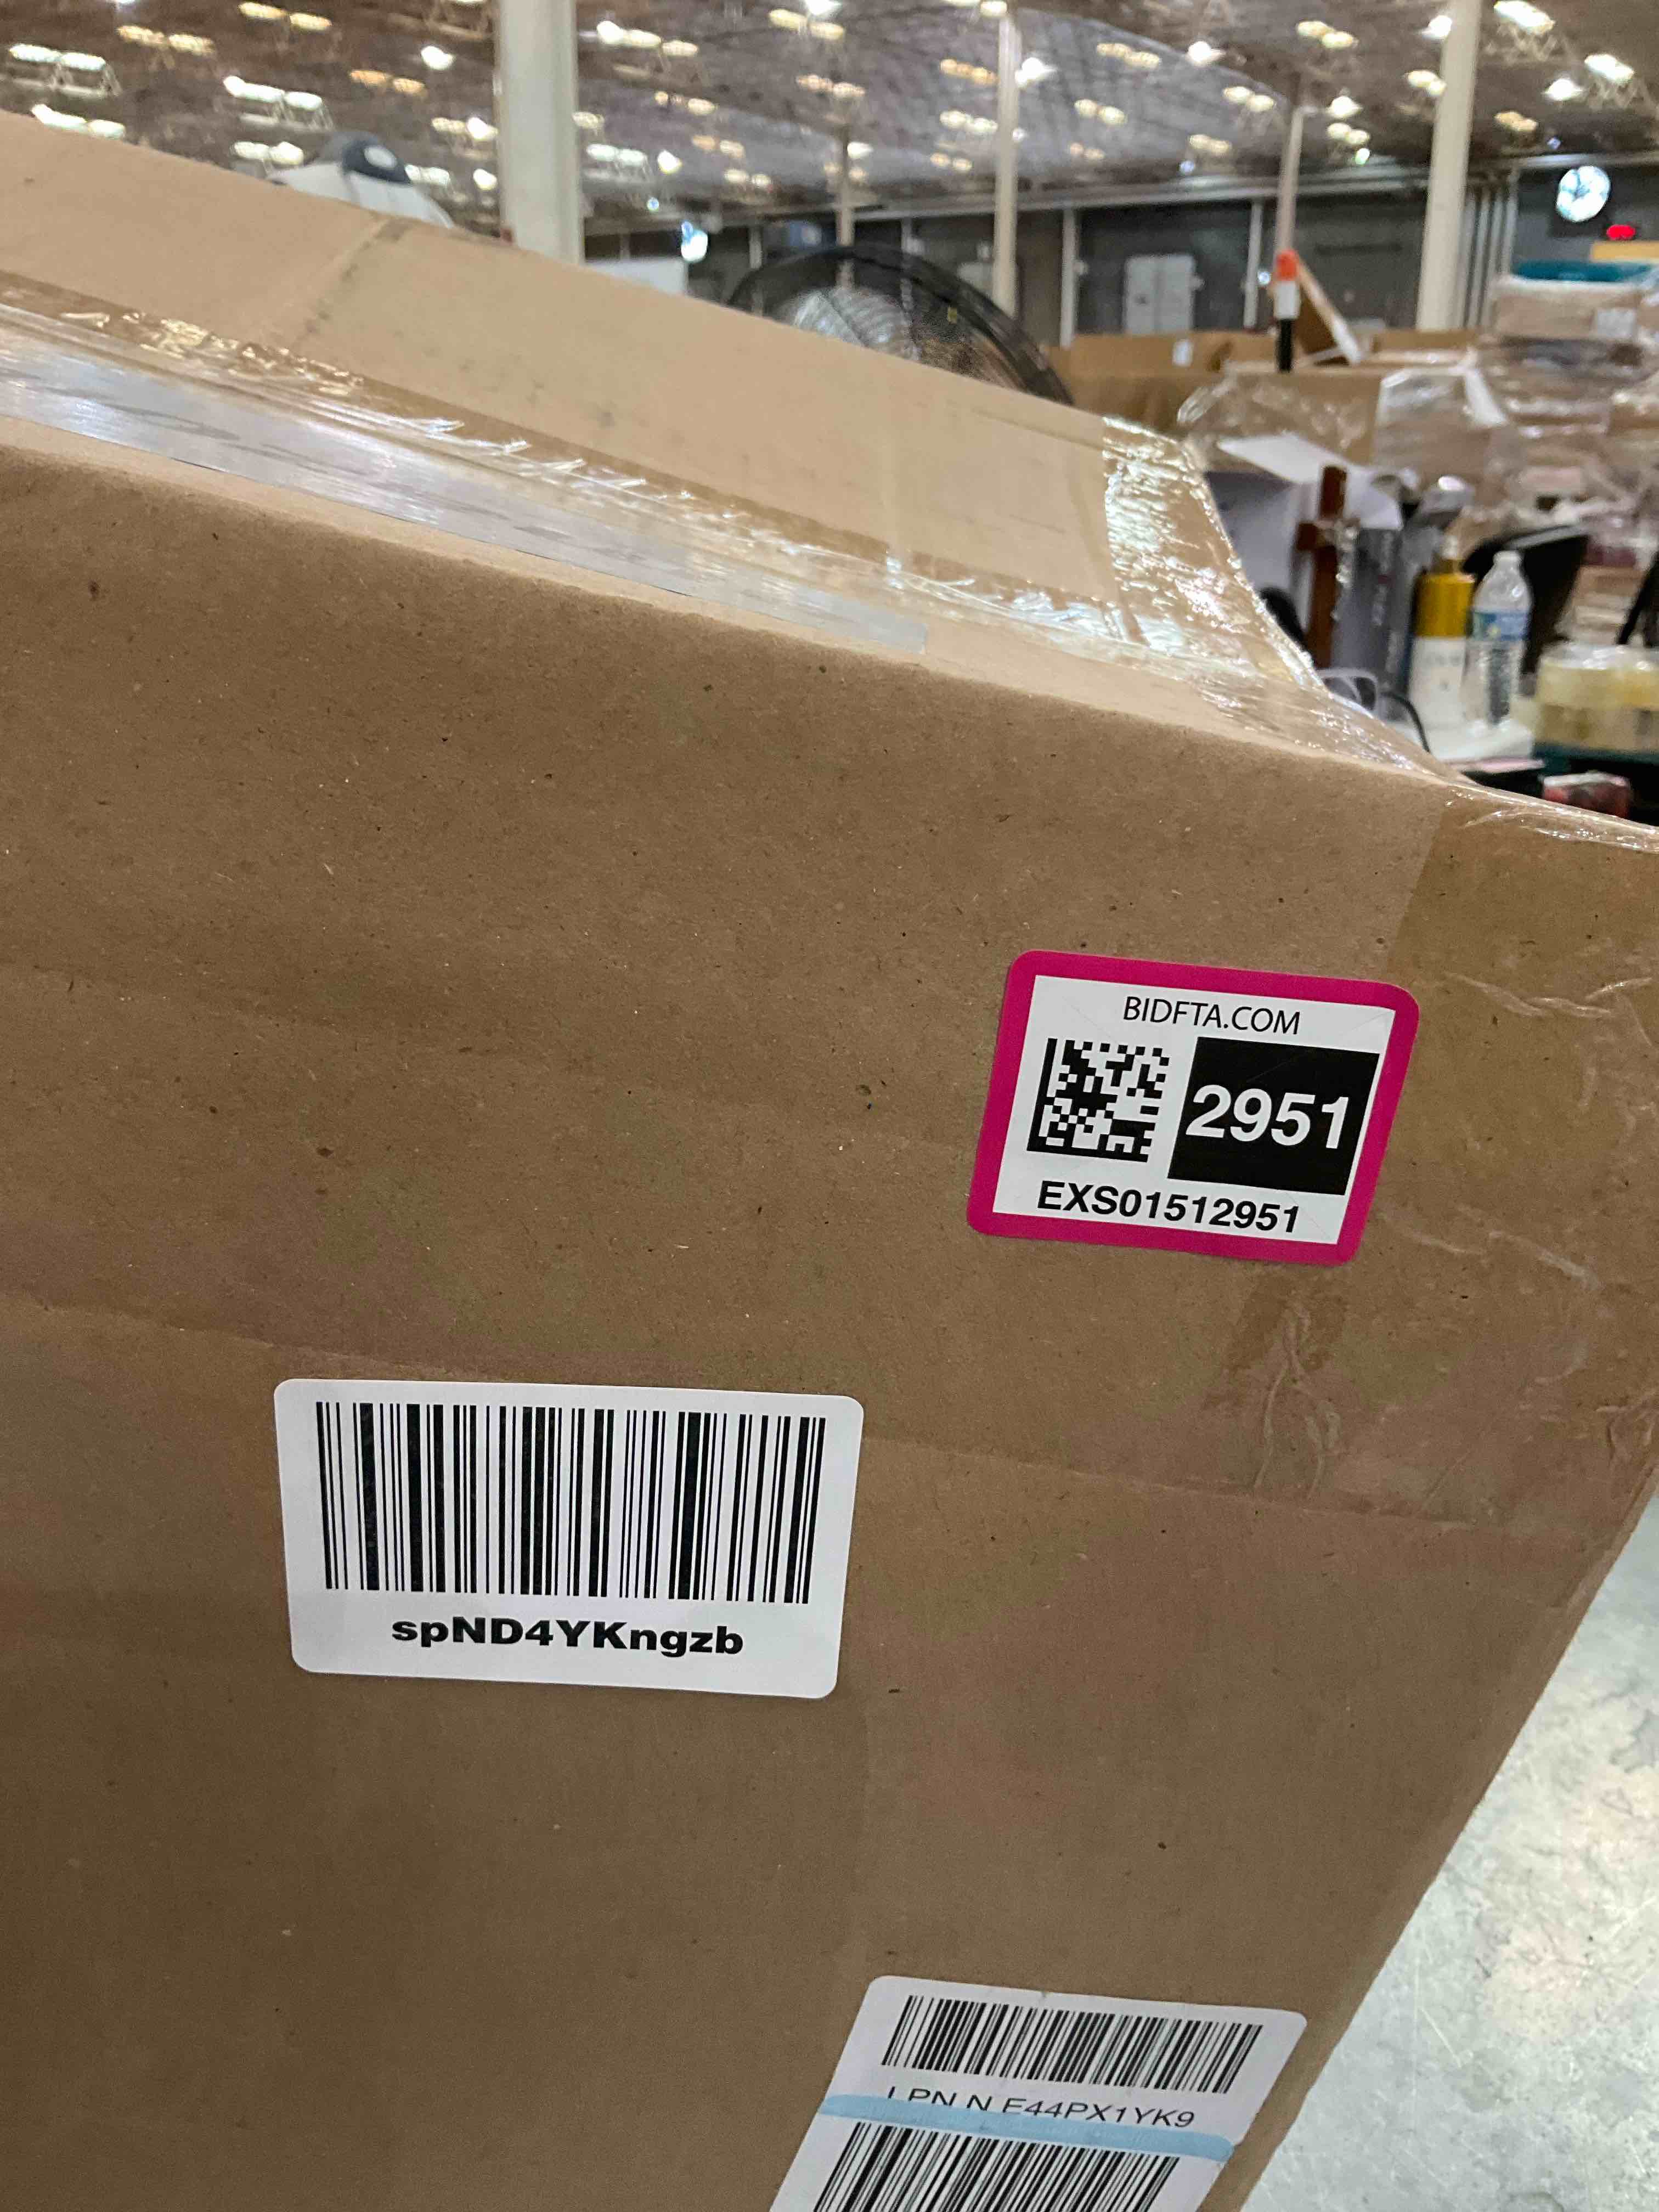 BIDFTA.COM
2951
EXS01512951
spND4YKngzb
LPN N E44PX1YK9